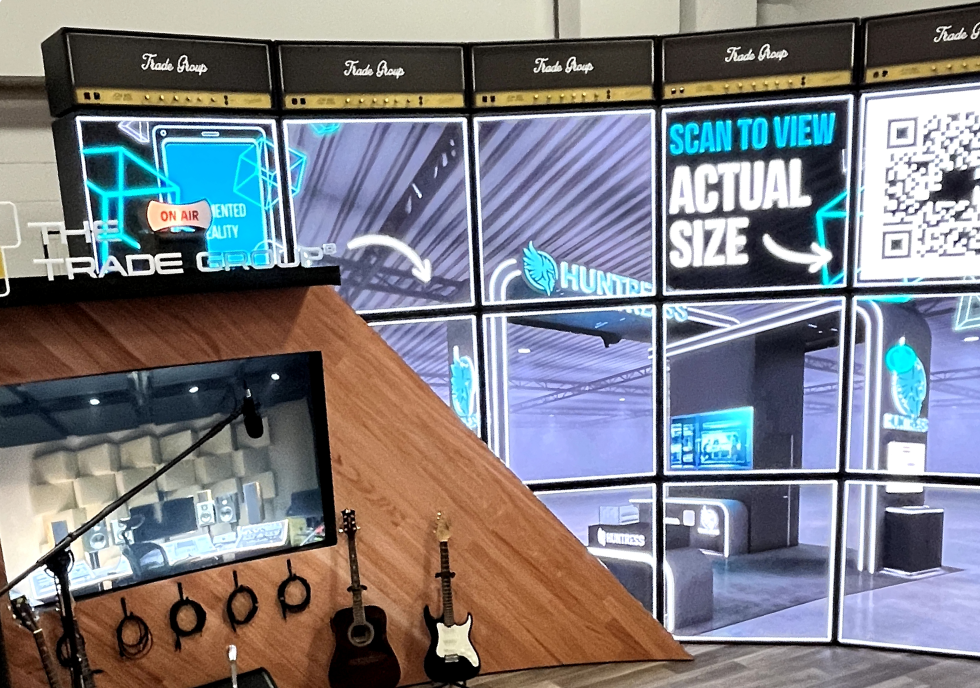 Trade Group
Trade Group
Trade Group
Trade Group
Trade G
SCAN TO VIEW
ACTUAL
SIZE
ON AIR
THE
TRADE GROUP®
HUNTRESS